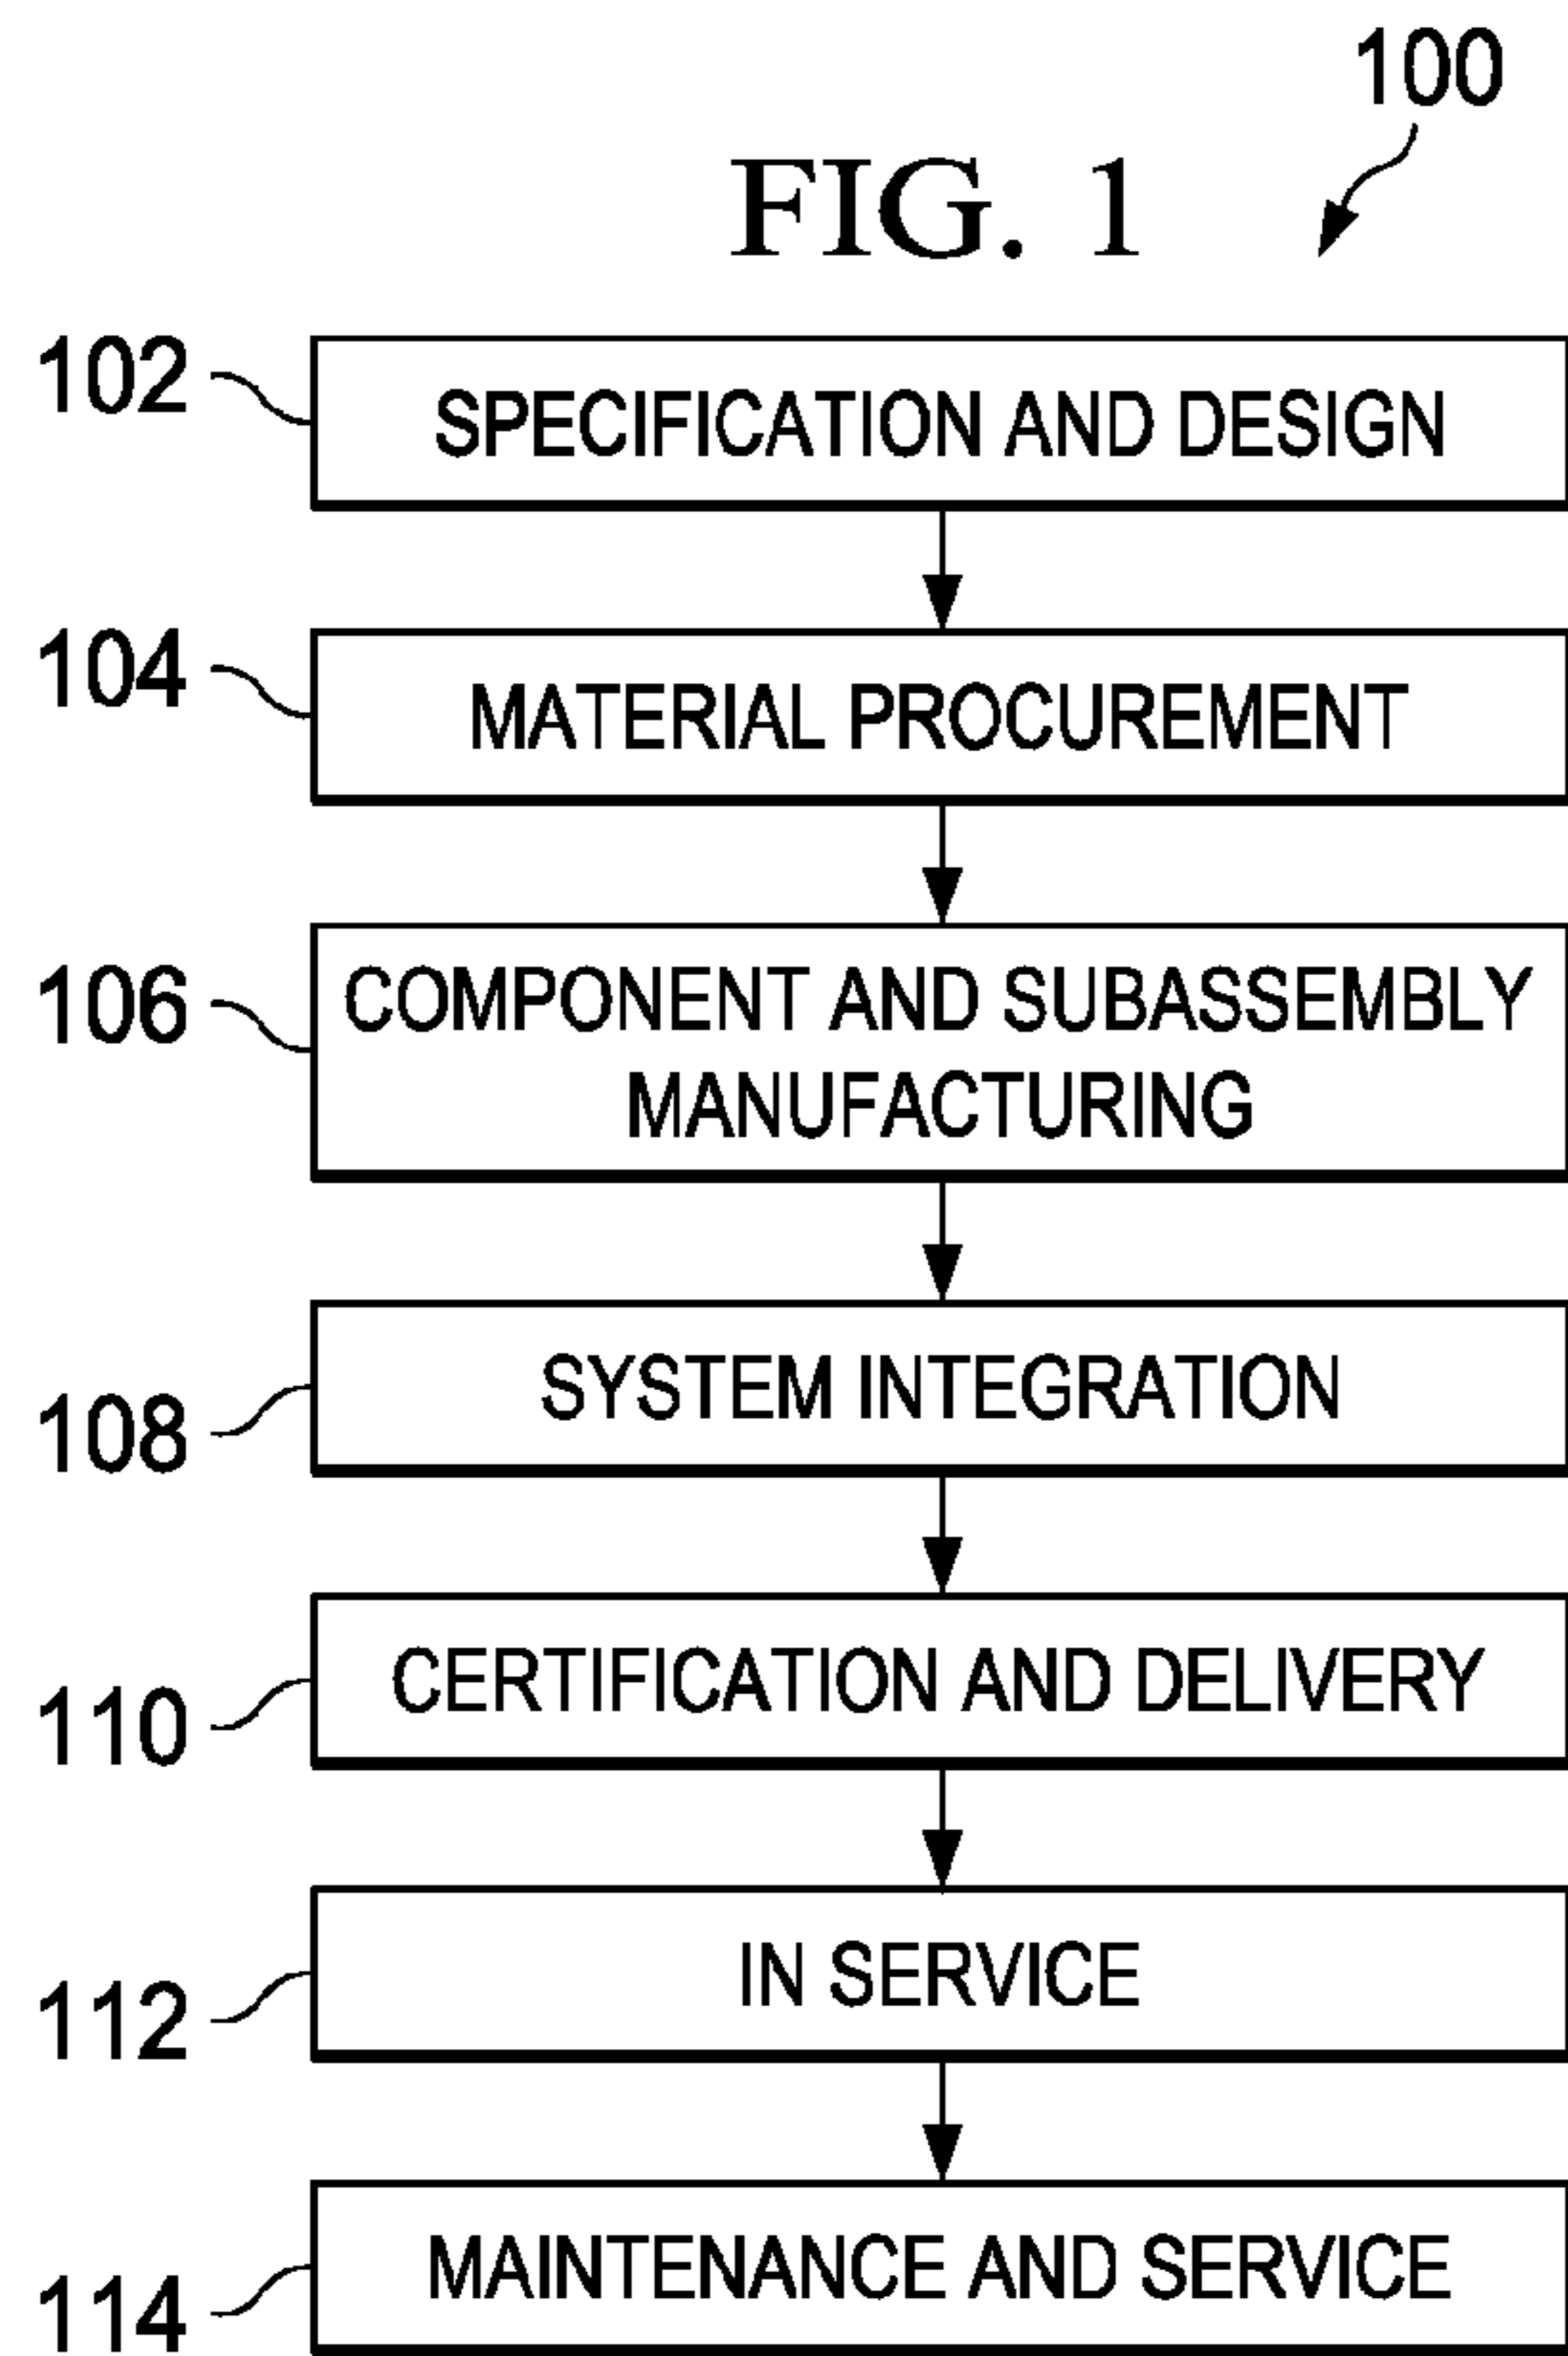 100
FIG. 1
102
SPECIFICATION AND DESIGN
104
MATERIAL PROCUREMENT
106
COMPONENT AND SUBASSEMBLY
MANUFACTURING
108
SYSTEM INTEGRATION
110
CERTIFICATION AND DELIVERY
112
IN SERVICE
114
MAINTENANCE AND SERVICE